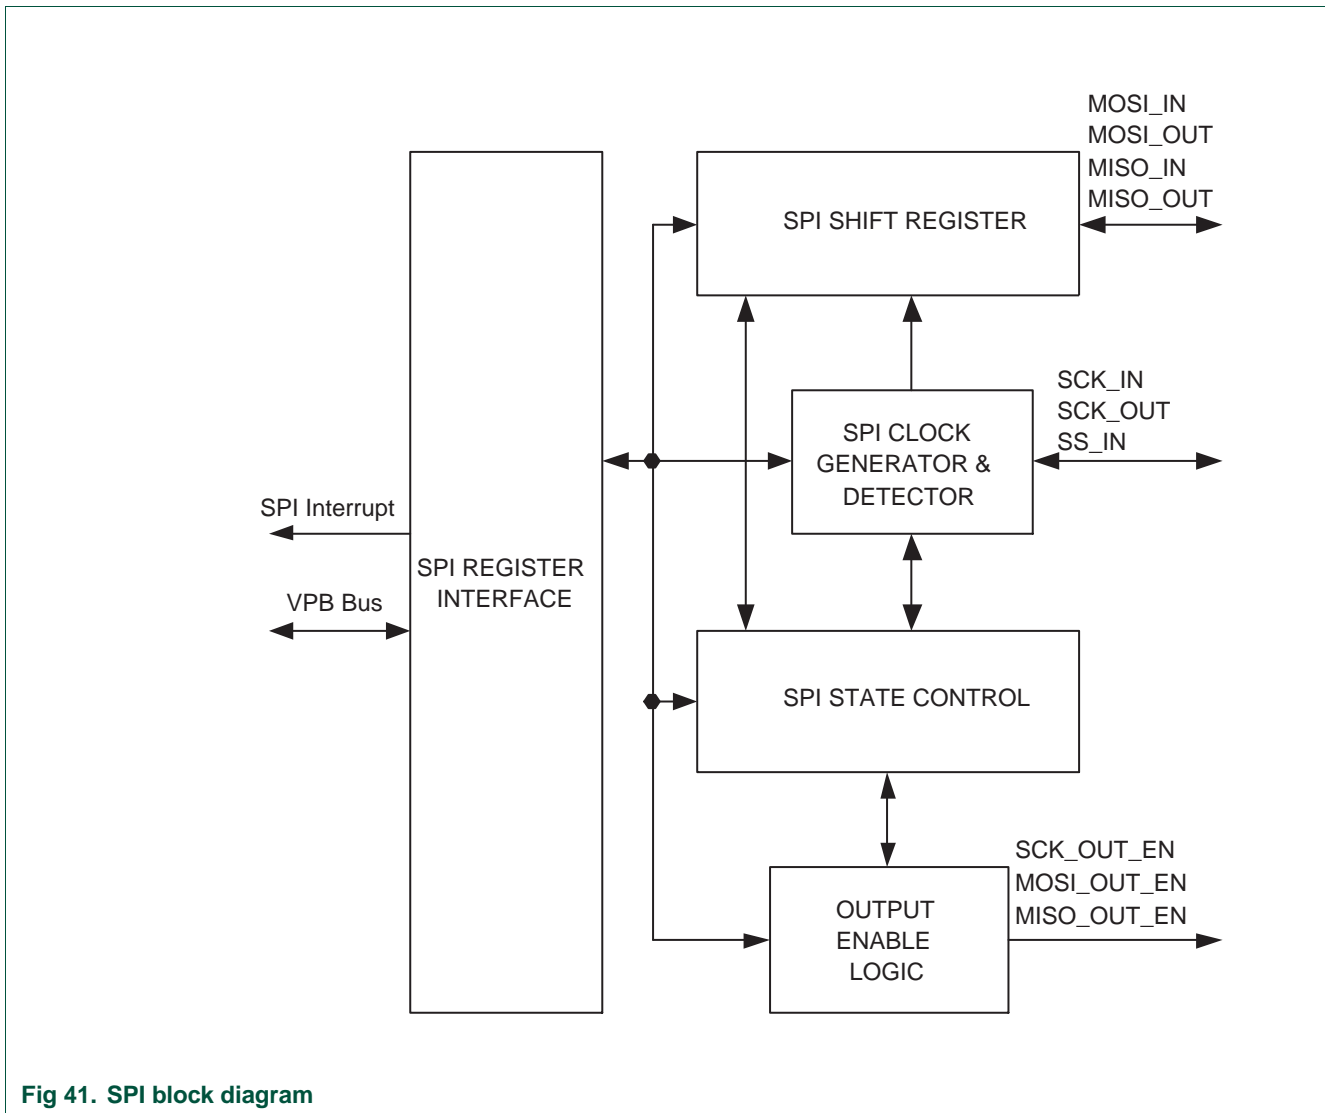 MOSI_IN
MOSI_OUT
MISO_IN
MISO_OUT
SPI SHIFT REGISTER
SCK_IN
SCK_OUT
SS_IN
SPI CLOCK
GENERATOR &
DETECTOR
SPI Interrupt
VPB Bus
SPI REGISTER
INTERFACE
SPI STATE CONTROL
SCK_OUT_EN
MOSI_OUT_EN
MISO_OUT_EN
OUTPUT
ENABLE
LOGIC
Fig 41. SPI block diagram